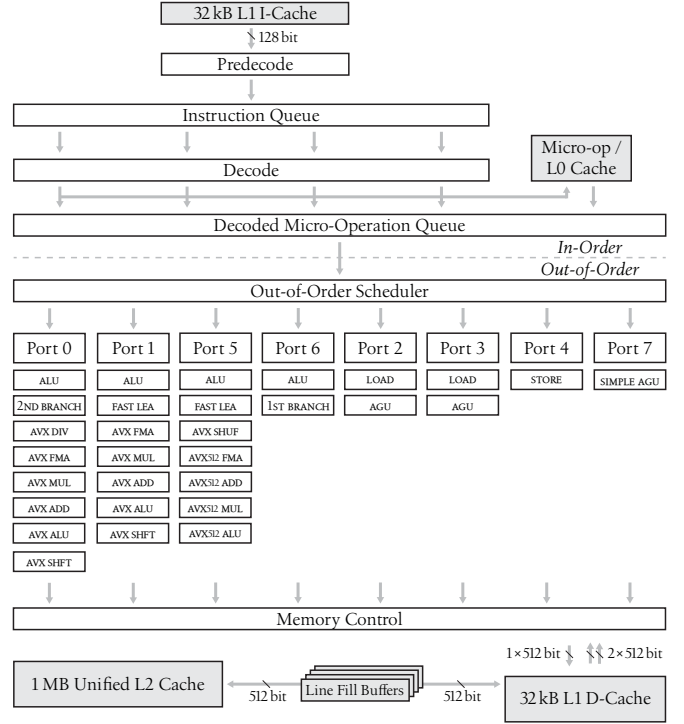 32 kB L1 I-Cache
128 bit
Predecode
Instruction Queue
Decode
Micro-op /
L0 Cache
Decoded Micro-Operation Queue
In-Order
Out-of-Order
Out-of-Order Scheduler
Port 0 Port 1 Port 5 Port 6 Port 2 Port 3 Port 4 Port 7
ALU ALU ALU ALU LOAD LOAD STORE SIMPLE AGU
2ND BRANCH FAST LEA FAST LEA 1ST BRANCH AGU AGU
AVX DIV AVX FMA AVX SHUF
AVX FMA AVX MUL AVX512 FMA
AVX MUL AVX ADD AVX512 ADD
AVX ADD AVX ALU AVX512 MUL
AVX ALU AVX SHFT AVX512 ALU
AVX SHFT
Memory Control
1×512 bit 2×512 bit
1 MB Unified L2 Cache
512 bit
Line Fill Buffers
512 bit
32 kB L1 D-Cache